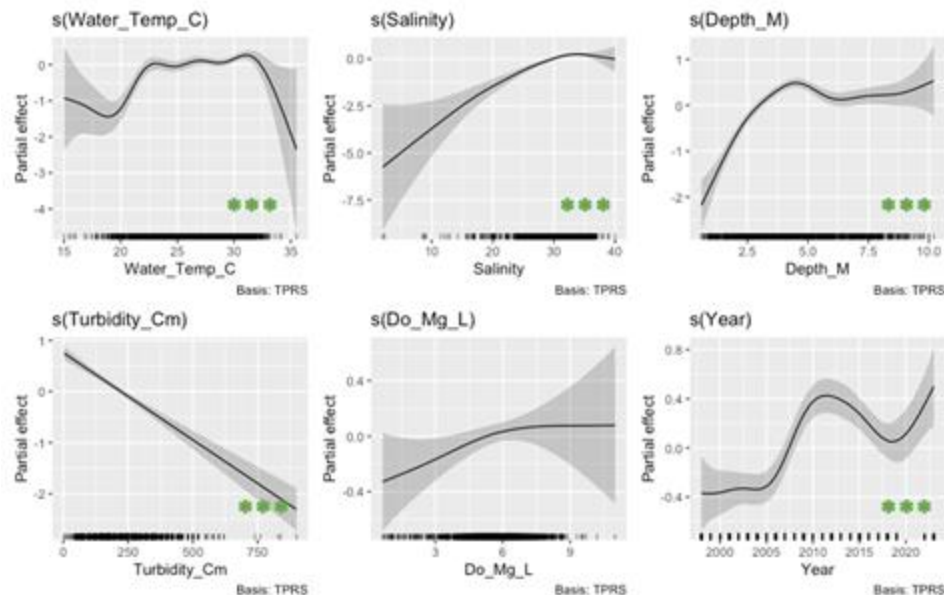 s(Water_Temp_C)
Partial effect
0
-1
-2
-3
-4
15 20 25 30 35
Water_Temp_C
Basis: TPRS
s(Salinity)
Partial effect
0.0
-2.5
-5.0
-7.5
10 20 30 40
Salinity
Basis: TPRS
s(Depth_M)
Partial effect
1
0
-1
-2
2.5 5.0 7.5 10.0
Depth_M
Basis: TPRS
s(Turbidity_Cm)
Partial effect
1
0
-1
-2
0 250 500 750
Turbidity_Cm
Basis: TPRS
s(Do_Mg_L)
Partial effect
0.4
0.0
-0.4
3 6 9
Do_Mg_L
Basis: TPRS
s(Year)
Partial effect
0.8
0.4
0.0
-0.4
2000 2005 2010 2015 2020
Year
Basis: TPRS